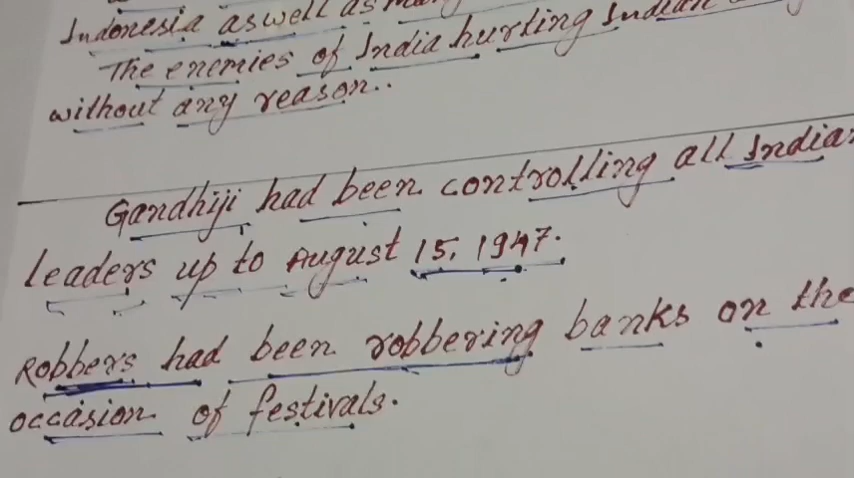 Indonesia aswell as many
The enemies of India hurting Indian
without any reason..
Gandhiji had been controlling all India
leaders up to August 15, 1947.
Robbers had been robbering banks on the
occasion of festivals.